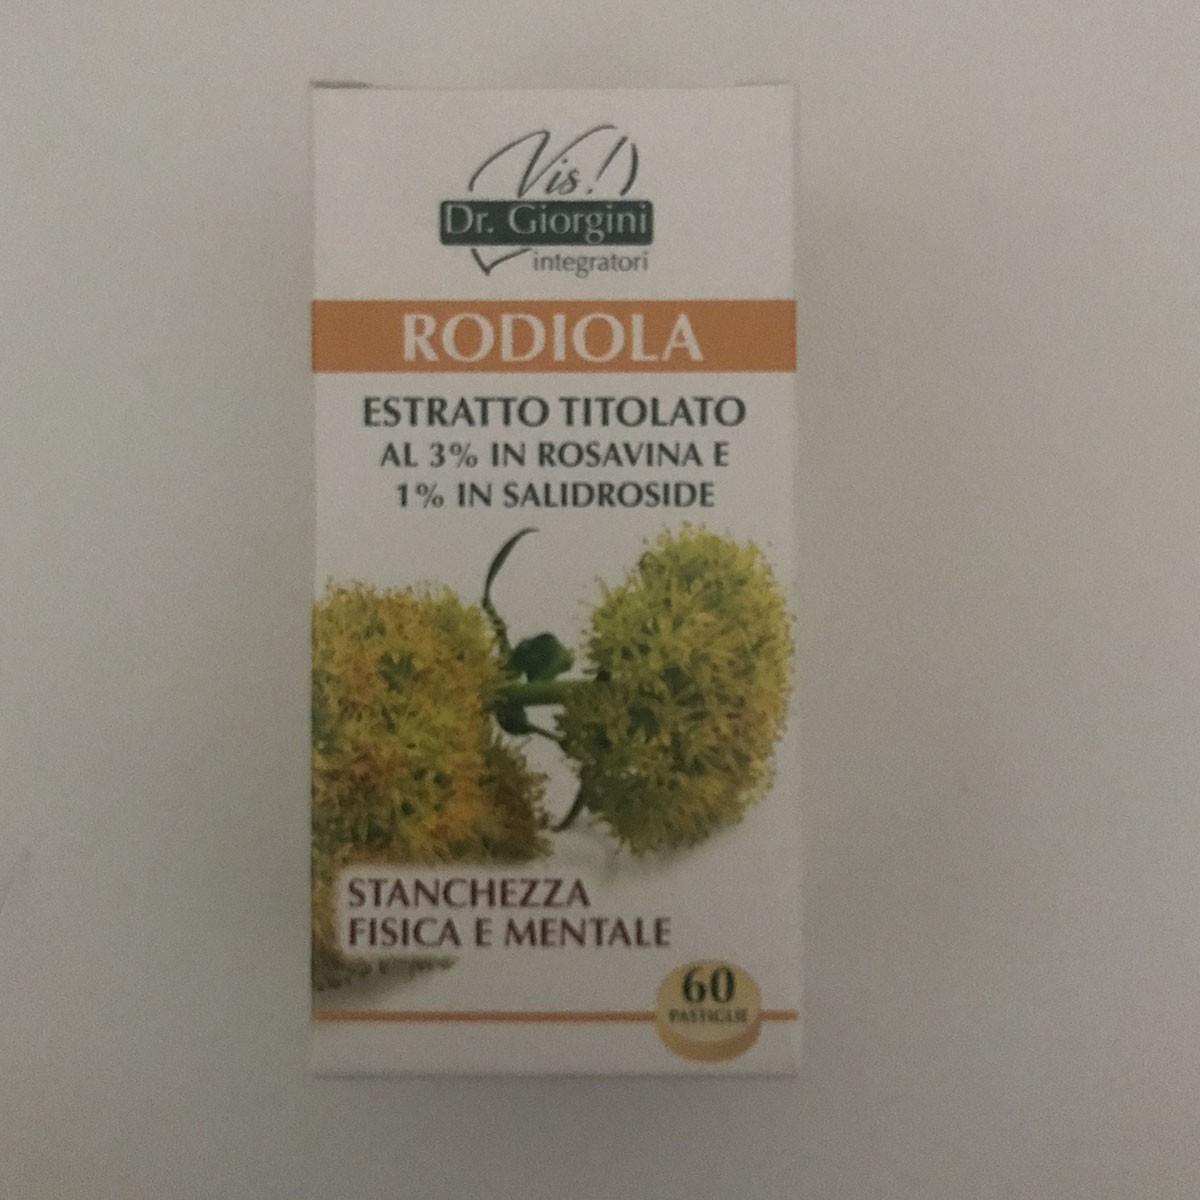 Vis!
Dr. Giorgini
integratori
RODIOLA
ESTRATTO TITOLATO
AL 3% IN ROSAVINA E
1% IN SALIDROSIDE
STANCHEZZA
FISICA E MENTALE
60
PASTIGLIE